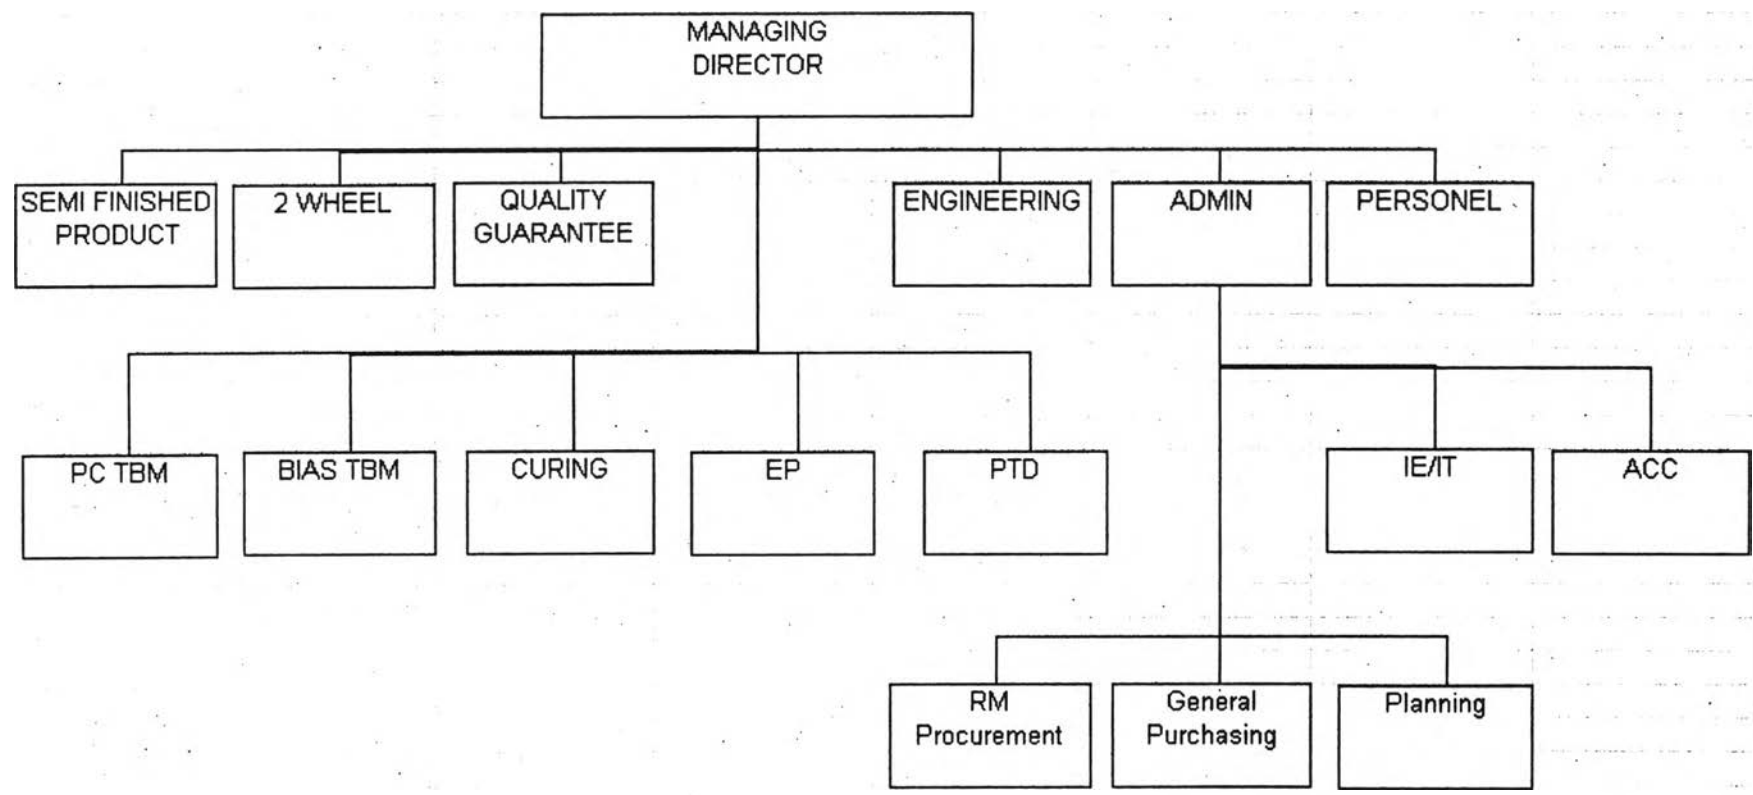 MANAGING
DIRECTOR
SEMI FINISHED
PRODUCT
2 WHEEL
QUALITY
GUARANTEE
ENGINEERING
ADMIN
PERSONEL
PC TBM
BIAS TBM
CURING
EP
PTD
IE/IT
ACC
RM
Procurement
General
Purchasing
Planning